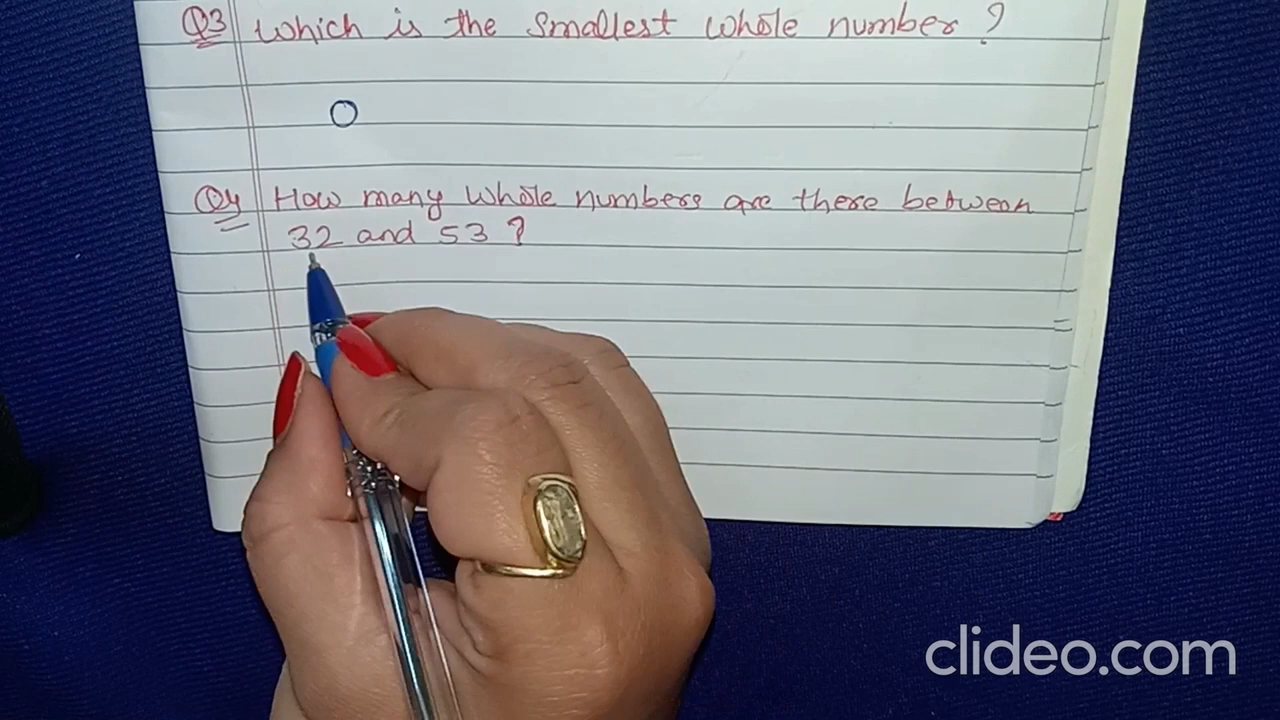 Q3 Which is the smallest whole number ?
0
Q4 How many whole numbers are there between
32 and 53 ?
clideo.com